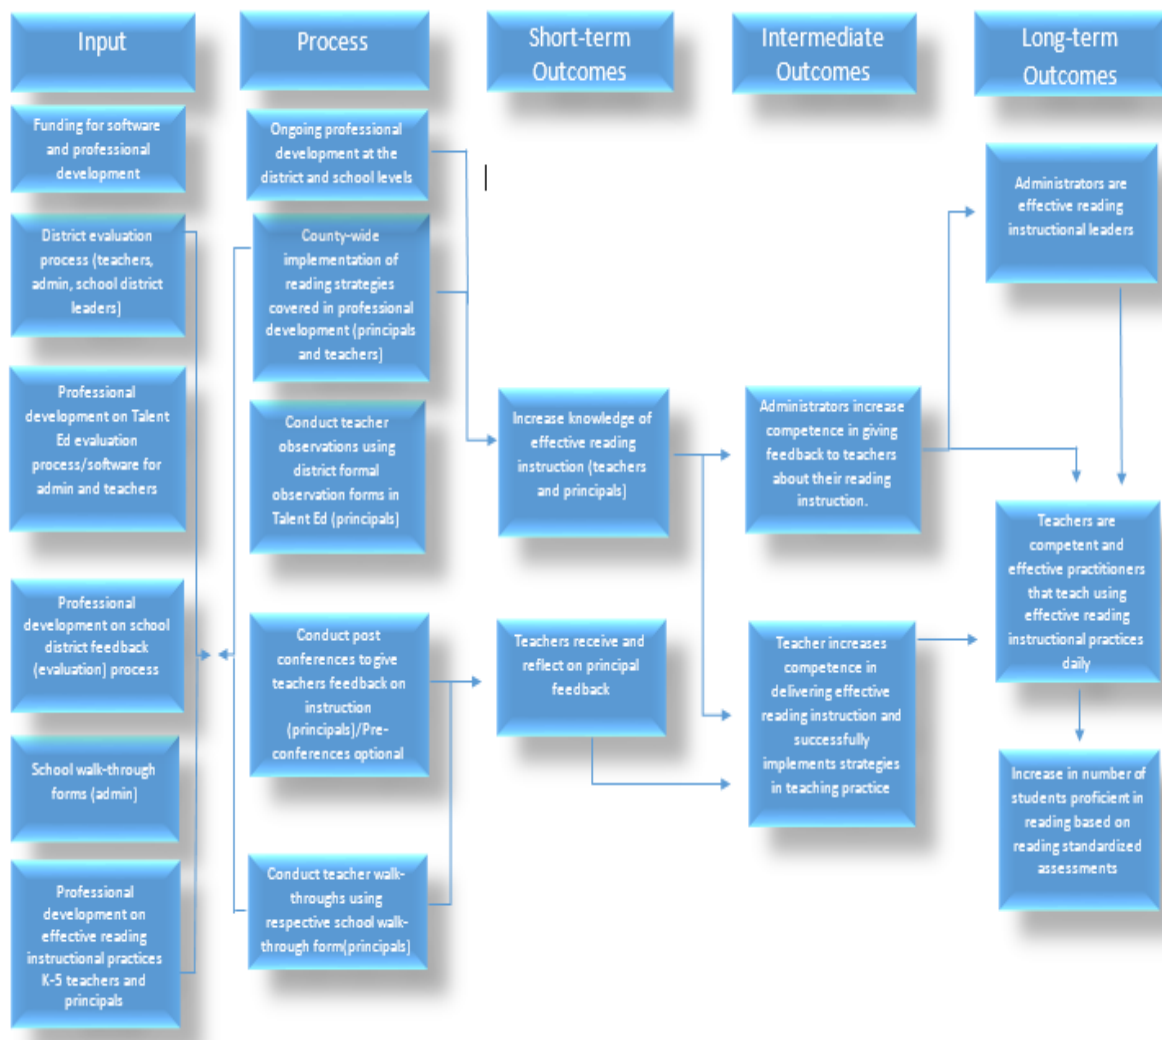 Input
Process
Short-term
Outcomes
Intermediate
Outcomes
Long-term
Outcomes
Funding for software
and professional
development
District evaluation
process (teachers,
admin, school district
leaders)
Professional
development on Talent
Ed evaluation
process/software for
admin and teachers
Professional
development on school
district feedback
(evaluation) process
School walk-through
forms (admin)
Professional
development on
effective reading
instructional practices
K-5 teachers and
principals
Ongoing professional
development at the
district and school levels
County-wide
implementation of
reading strategies
covered in professional
development (principals
and teachers)
Conduct teacher
observations using
district formal
observation forms in
Talent Ed (principals)
Conduct post
conferences to give
teachers feedback on
instruction
(principals)/Pre-
conferences optional
Conduct teacher walk-
throughs using
respective school walk-
through form(principals)
Increase knowledge of
effective reading
instruction (teachers
and principals)
Teachers receive and
reflect on principal
feedback
Administrators increase
competence in giving
feedback to teachers
about their reading
instruction.
Teacher increases
competence in
delivering effective
reading instruction and
successfully
implements strategies
in teaching practice
Administrators are
effective reading
instructional leaders
Teachers are
competent and
effective practitioners
that teach using
effective reading
instructional practices
daily
Increase in number of
students proficient in
reading based on
reading standardized
assessments